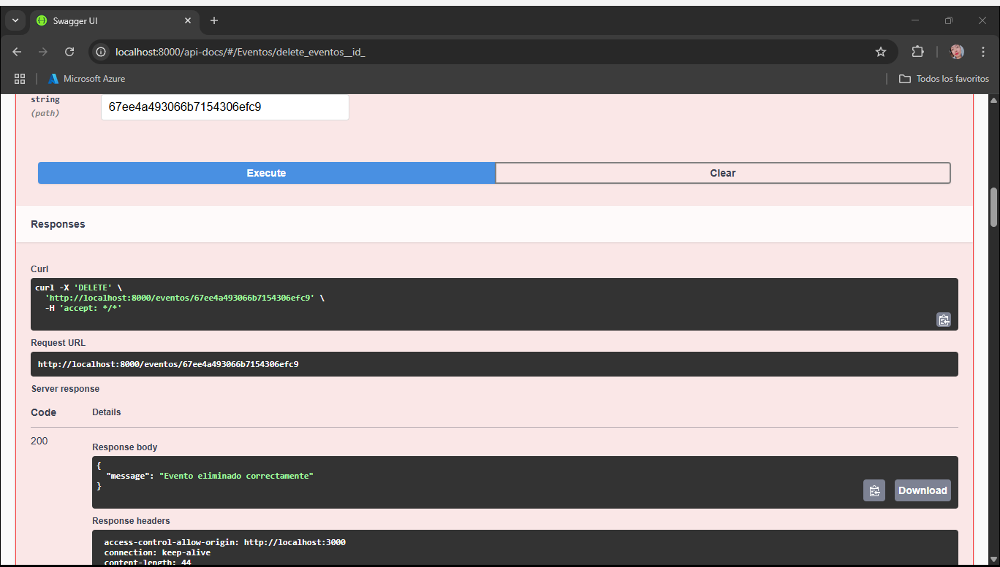 Swagger UI
localhost:8000/api-docs/#/Eventos/delete_eventos__id_
Microsoft Azure
Todos los favoritos
string
(path)
67ee4a493066b7154306efc9
Execute
Clear
Responses
Curl
curl -X 'DELETE' \
'http://localhost:8000/eventos/67ee4a493066b7154306efc9' \
-H 'accept: */*'
Request URL
http://localhost:8000/eventos/67ee4a493066b7154306efc9
Server response
Code
Details
200
Response body
{
"message": "Evento eliminado correctamente"
}
Download
Response headers
access-control-allow-origin: http://localhost:3000
connection: keep-alive
content-length: 44